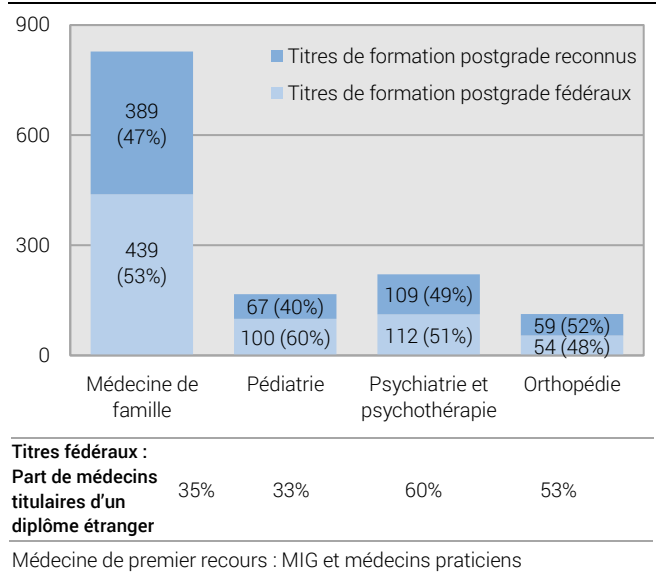 900
Titres de formation postgrade reconnus
Titres de formation postgrade fédéraux
600
300
0
389
(47%)
439
(53%)
67 (40%)
100 (60%)
109 (49%)
112 (51%)
59 (52%)
54 (48%)
Médecine de
famille
Pédiatrie
Psychiatrie et
psychothérapie
Orthopédie
Titres fédéraux :
Part de médecins
titulaires d'un
diplôme étranger
35% 33% 60% 53%
Médecine de premier recours : MIG et médecins praticiens